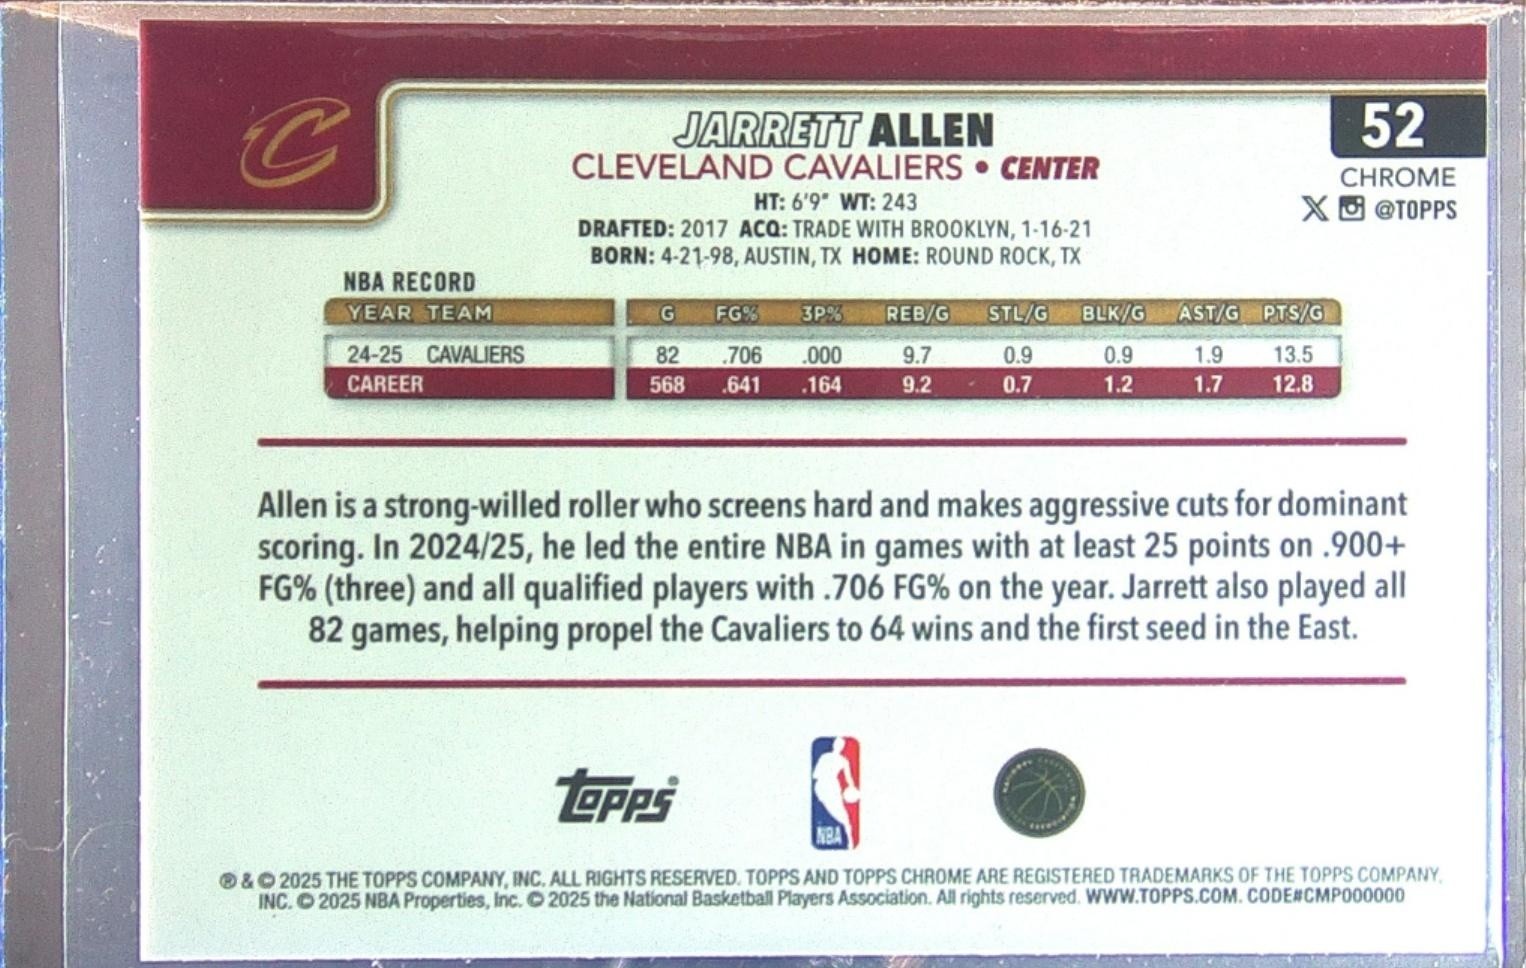 JARRETT ALLEN
52
CLEVELAND CAVALIERS • CENTER
CHROME
HT: 6'9" WT: 243
@TOPPS
DRAFTED: 2017 ACQ: TRADE WITH BROOKLYN, 1-16-21
BORN: 4-21-98, AUSTIN, TX HOME: ROUND ROCK, TX
NBA RECORD
YEAR TEAM G FG% 3P% REB/G STL/G BLK/G AST/G PTS/G
24-25 CAVALIERS 82 .706 .000 9.7 0.9 0.9 1.9 13.5
CAREER 568 .641 .164 9.2 0.7 1.2 1.7 12.8
Allen is a strong-willed roller who screens hard and makes aggressive cuts for dominant
scoring. In 2024/25, he led the entire NBA in games with at least 25 points on .900+
FG% (three) and all qualified players with .706 FG% on the year. Jarrett also played all
82 games, helping propel the Cavaliers to 64 wins and the first seed in the East.
topps®
NBA
® & © 2025 THE TOPPS COMPANY, INC. ALL RIGHTS RESERVED. TOPPS AND TOPPS CHROME ARE REGISTERED TRADEMARKS OF THE TOPPS COMPANY,
INC. © 2025 NBA Properties, Inc. © 2025 the National Basketball Players Association. All rights reserved. WWW.TOPPS.COM. CODE#CMP000000